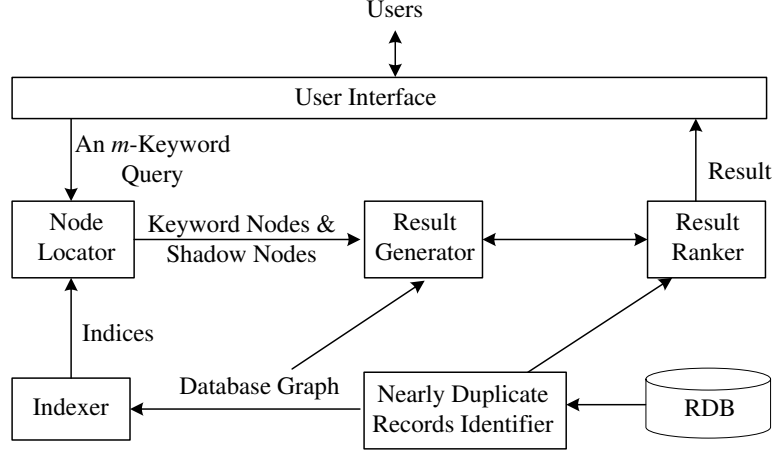 Users
User Interface
An m-Keyword
Query
Result
Node
Locator
Keyword Nodes &
Shadow Nodes
Result
Generator
Result
Ranker
Indices
Database Graph
Indexer
Nearly Duplicate
Records Identifier
RDB